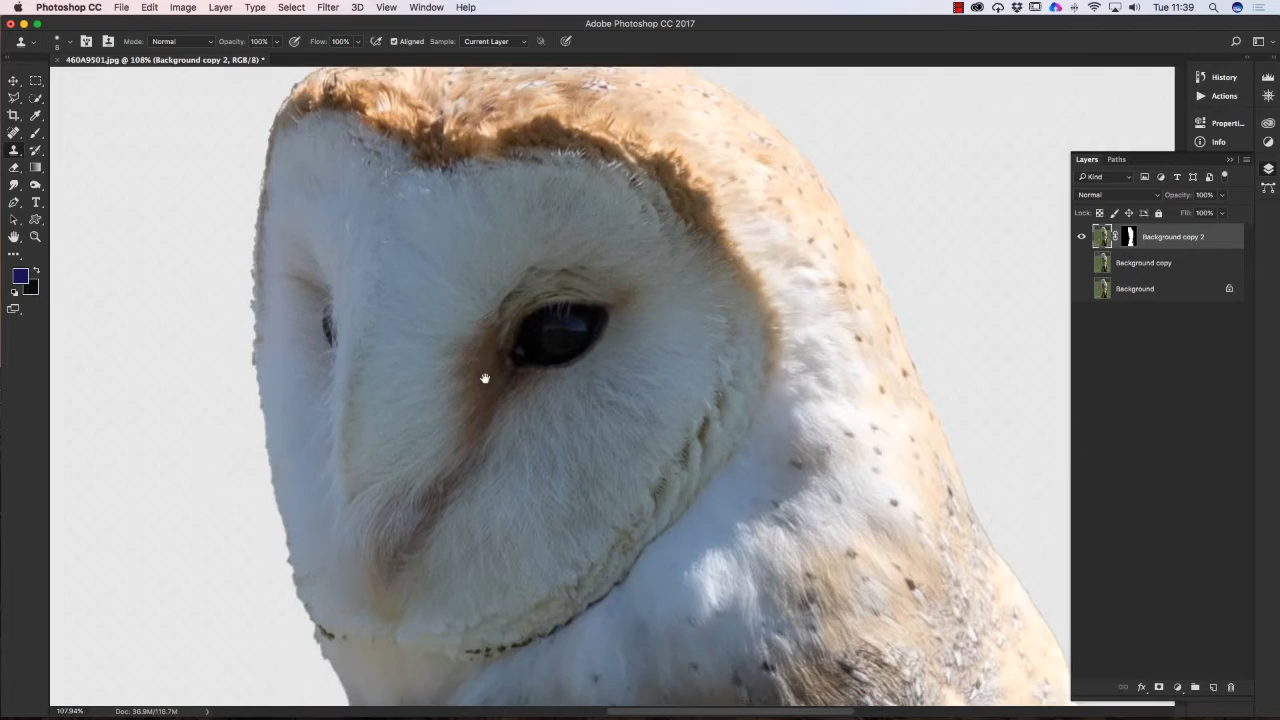 Photoshop CC File Edit Image Layer Type Select Filter 3D View Window Help Tue 11:39
Adobe Photoshop CC 2017
8 Mode: Normal Opacity: 100% Flow: 100% Aligned Sample: Current Layer
× 460A9501.jpg @ 108% (Background copy 2, RGB/8) *
History
Actions
Properti...
Info
Layers Paths
Kind
Normal Opacity: 100%
Lock: Fill: 100%
Background copy 2
Background copy
Background
fx
107.94% Doc: 36.9M/118.7M